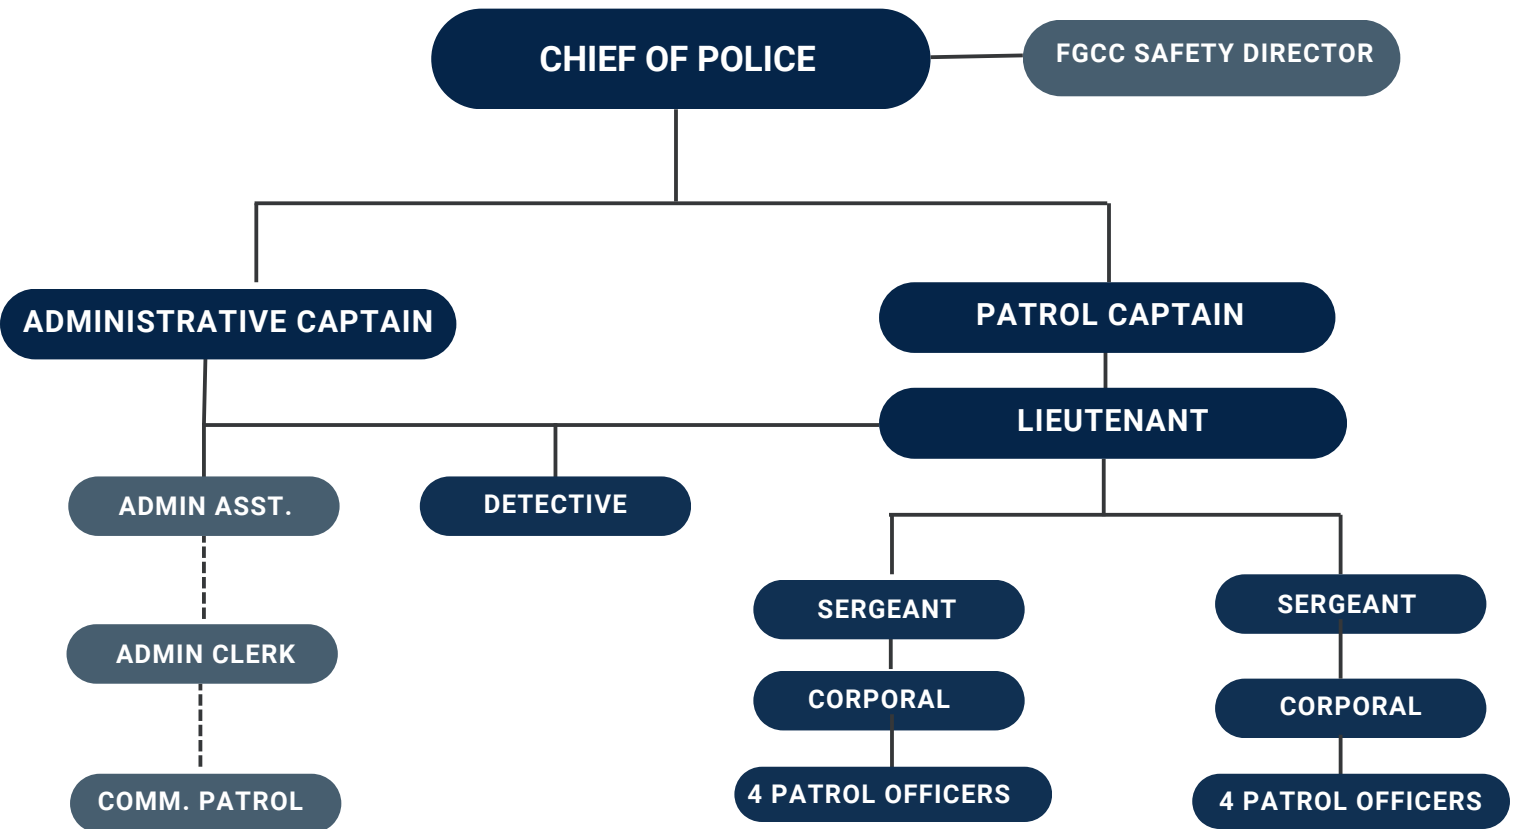 CHIEF OF POLICE
FGCC SAFETY DIRECTOR
ADMINISTRATIVE CAPTAIN
PATROL CAPTAIN
LIEUTENANT
ADMIN ASST.
DETECTIVE
SERGEANT
SERGEANT
ADMIN CLERK
CORPORAL
CORPORAL
COMM. PATROL
4 PATROL OFFICERS
4 PATROL OFFICERS